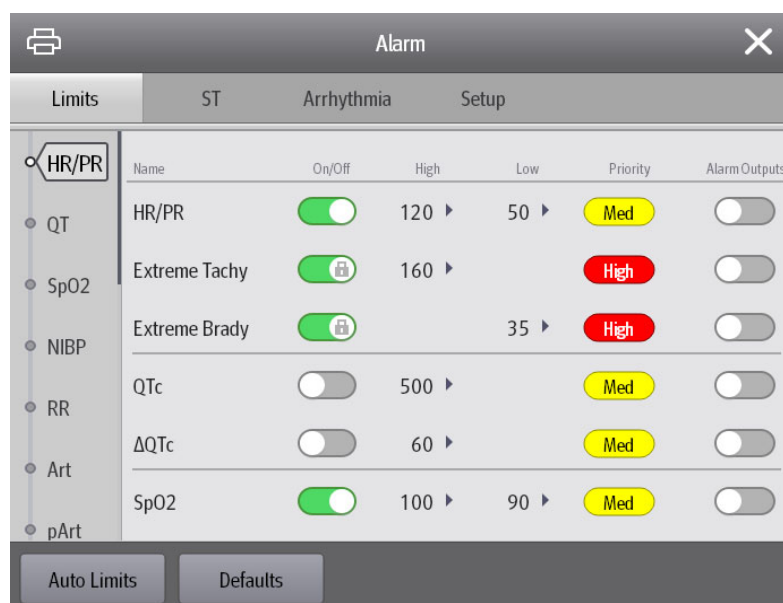 Alarm
Limits ST Arrhythmia Setup
HR/PR
QT
SpO2
NIBP
RR
Art
pArt
Name On/Off High Low Priority Alarm Outputs
HR/PR 120 50 Med
Extreme Tachy 160 High
Extreme Brady 35 High
QTc 500 Med
ΔQTc 60 Med
SpO2 100 90 Med
Auto Limits Defaults